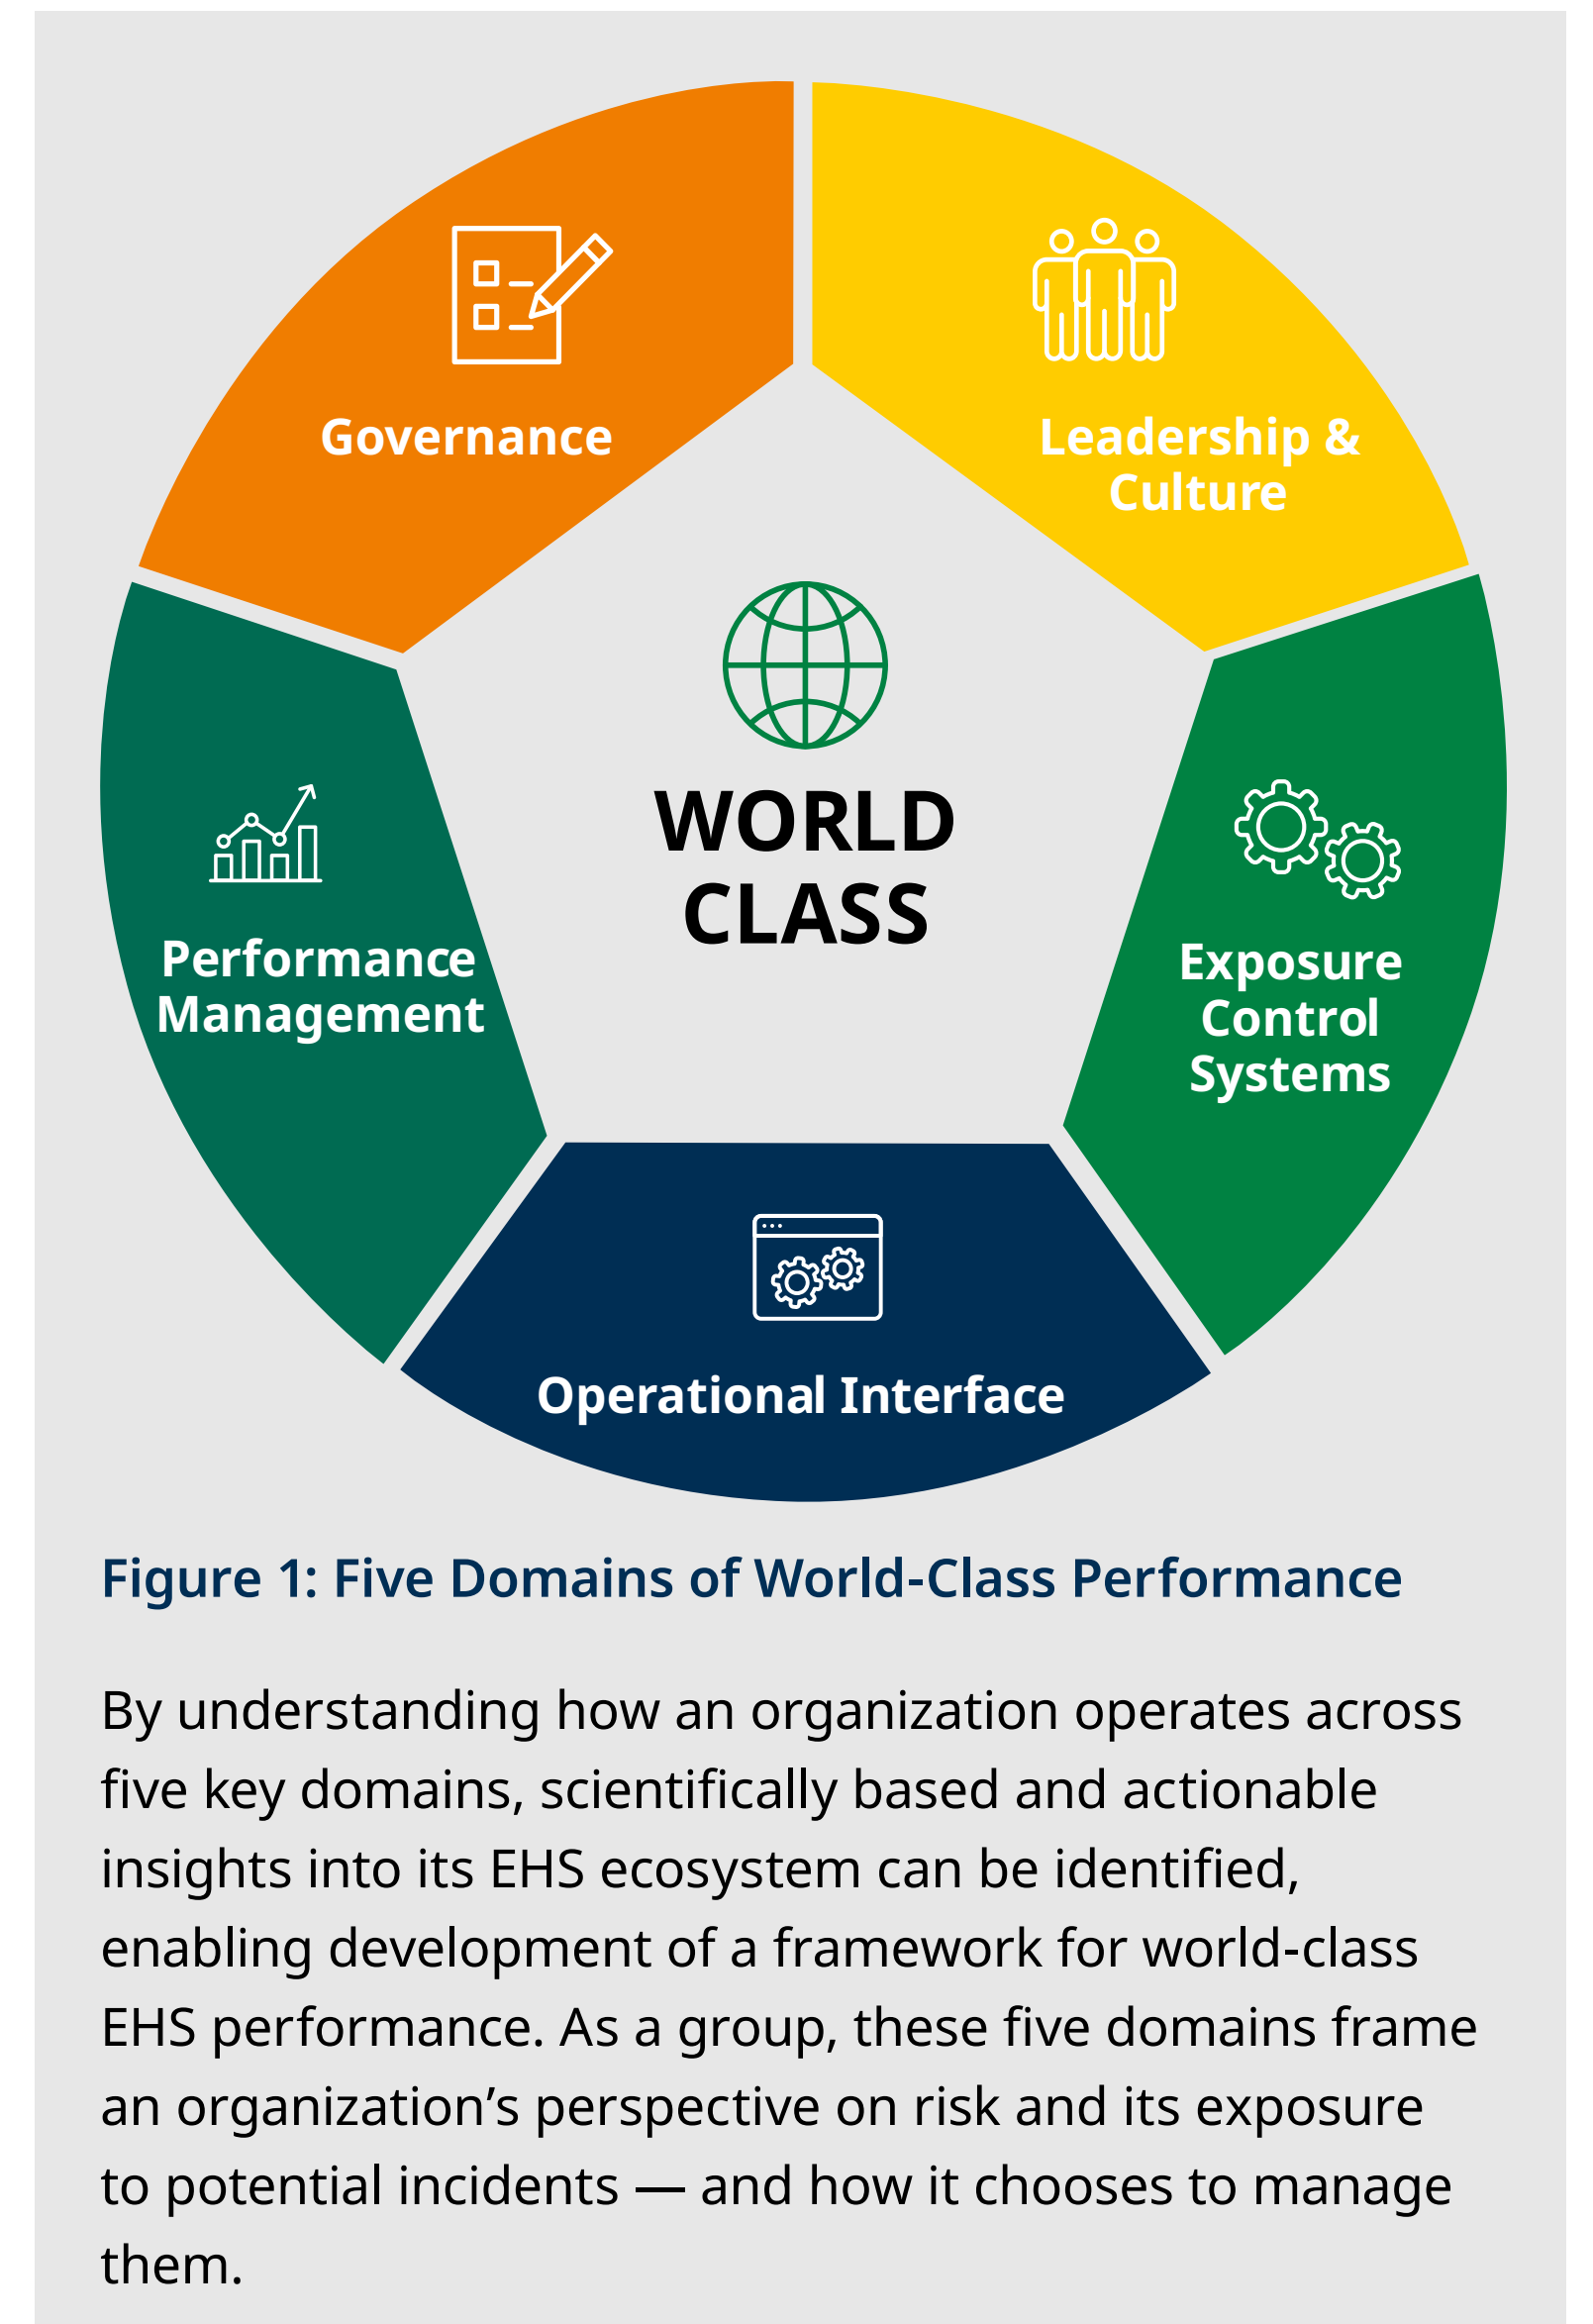 Governance
Leadership &
Culture
WORLD
CLASS
Performance
Management
Exposure
Control
Systems
Operational Interface
Figure 1: Five Domains of World-Class Performance
By understanding how an organization operates across
five key domains, scientifically based and actionable
insights into its EHS ecosystem can be identified,
enabling development of a framework for world-class
EHS performance. As a group, these five domains frame
an organization’s perspective on risk and its exposure
to potential incidents — and how it chooses to manage
them.